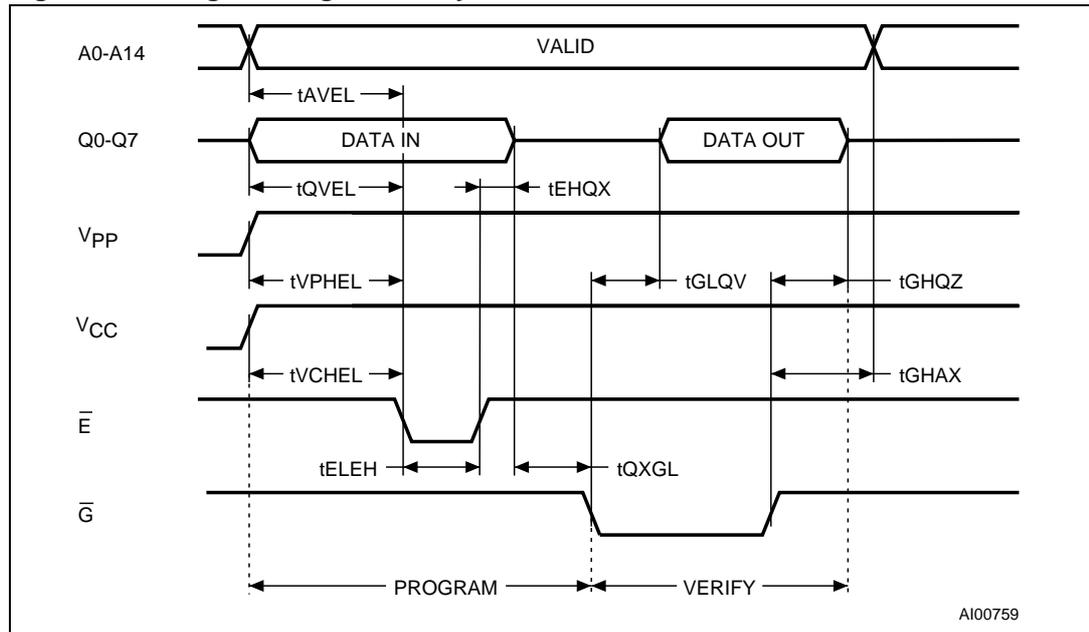 A0-A14
VALID
tAVEL
Q0-Q7
DATA IN
DATA OUT
tQVEL
tEHQX
VPP
tVPHEL
tGLQV
tGHQZ
VCC
tVCHEL
tGHAX
E
tELEH
tQXGL
G
PROGRAM
VERIFY
AI00759